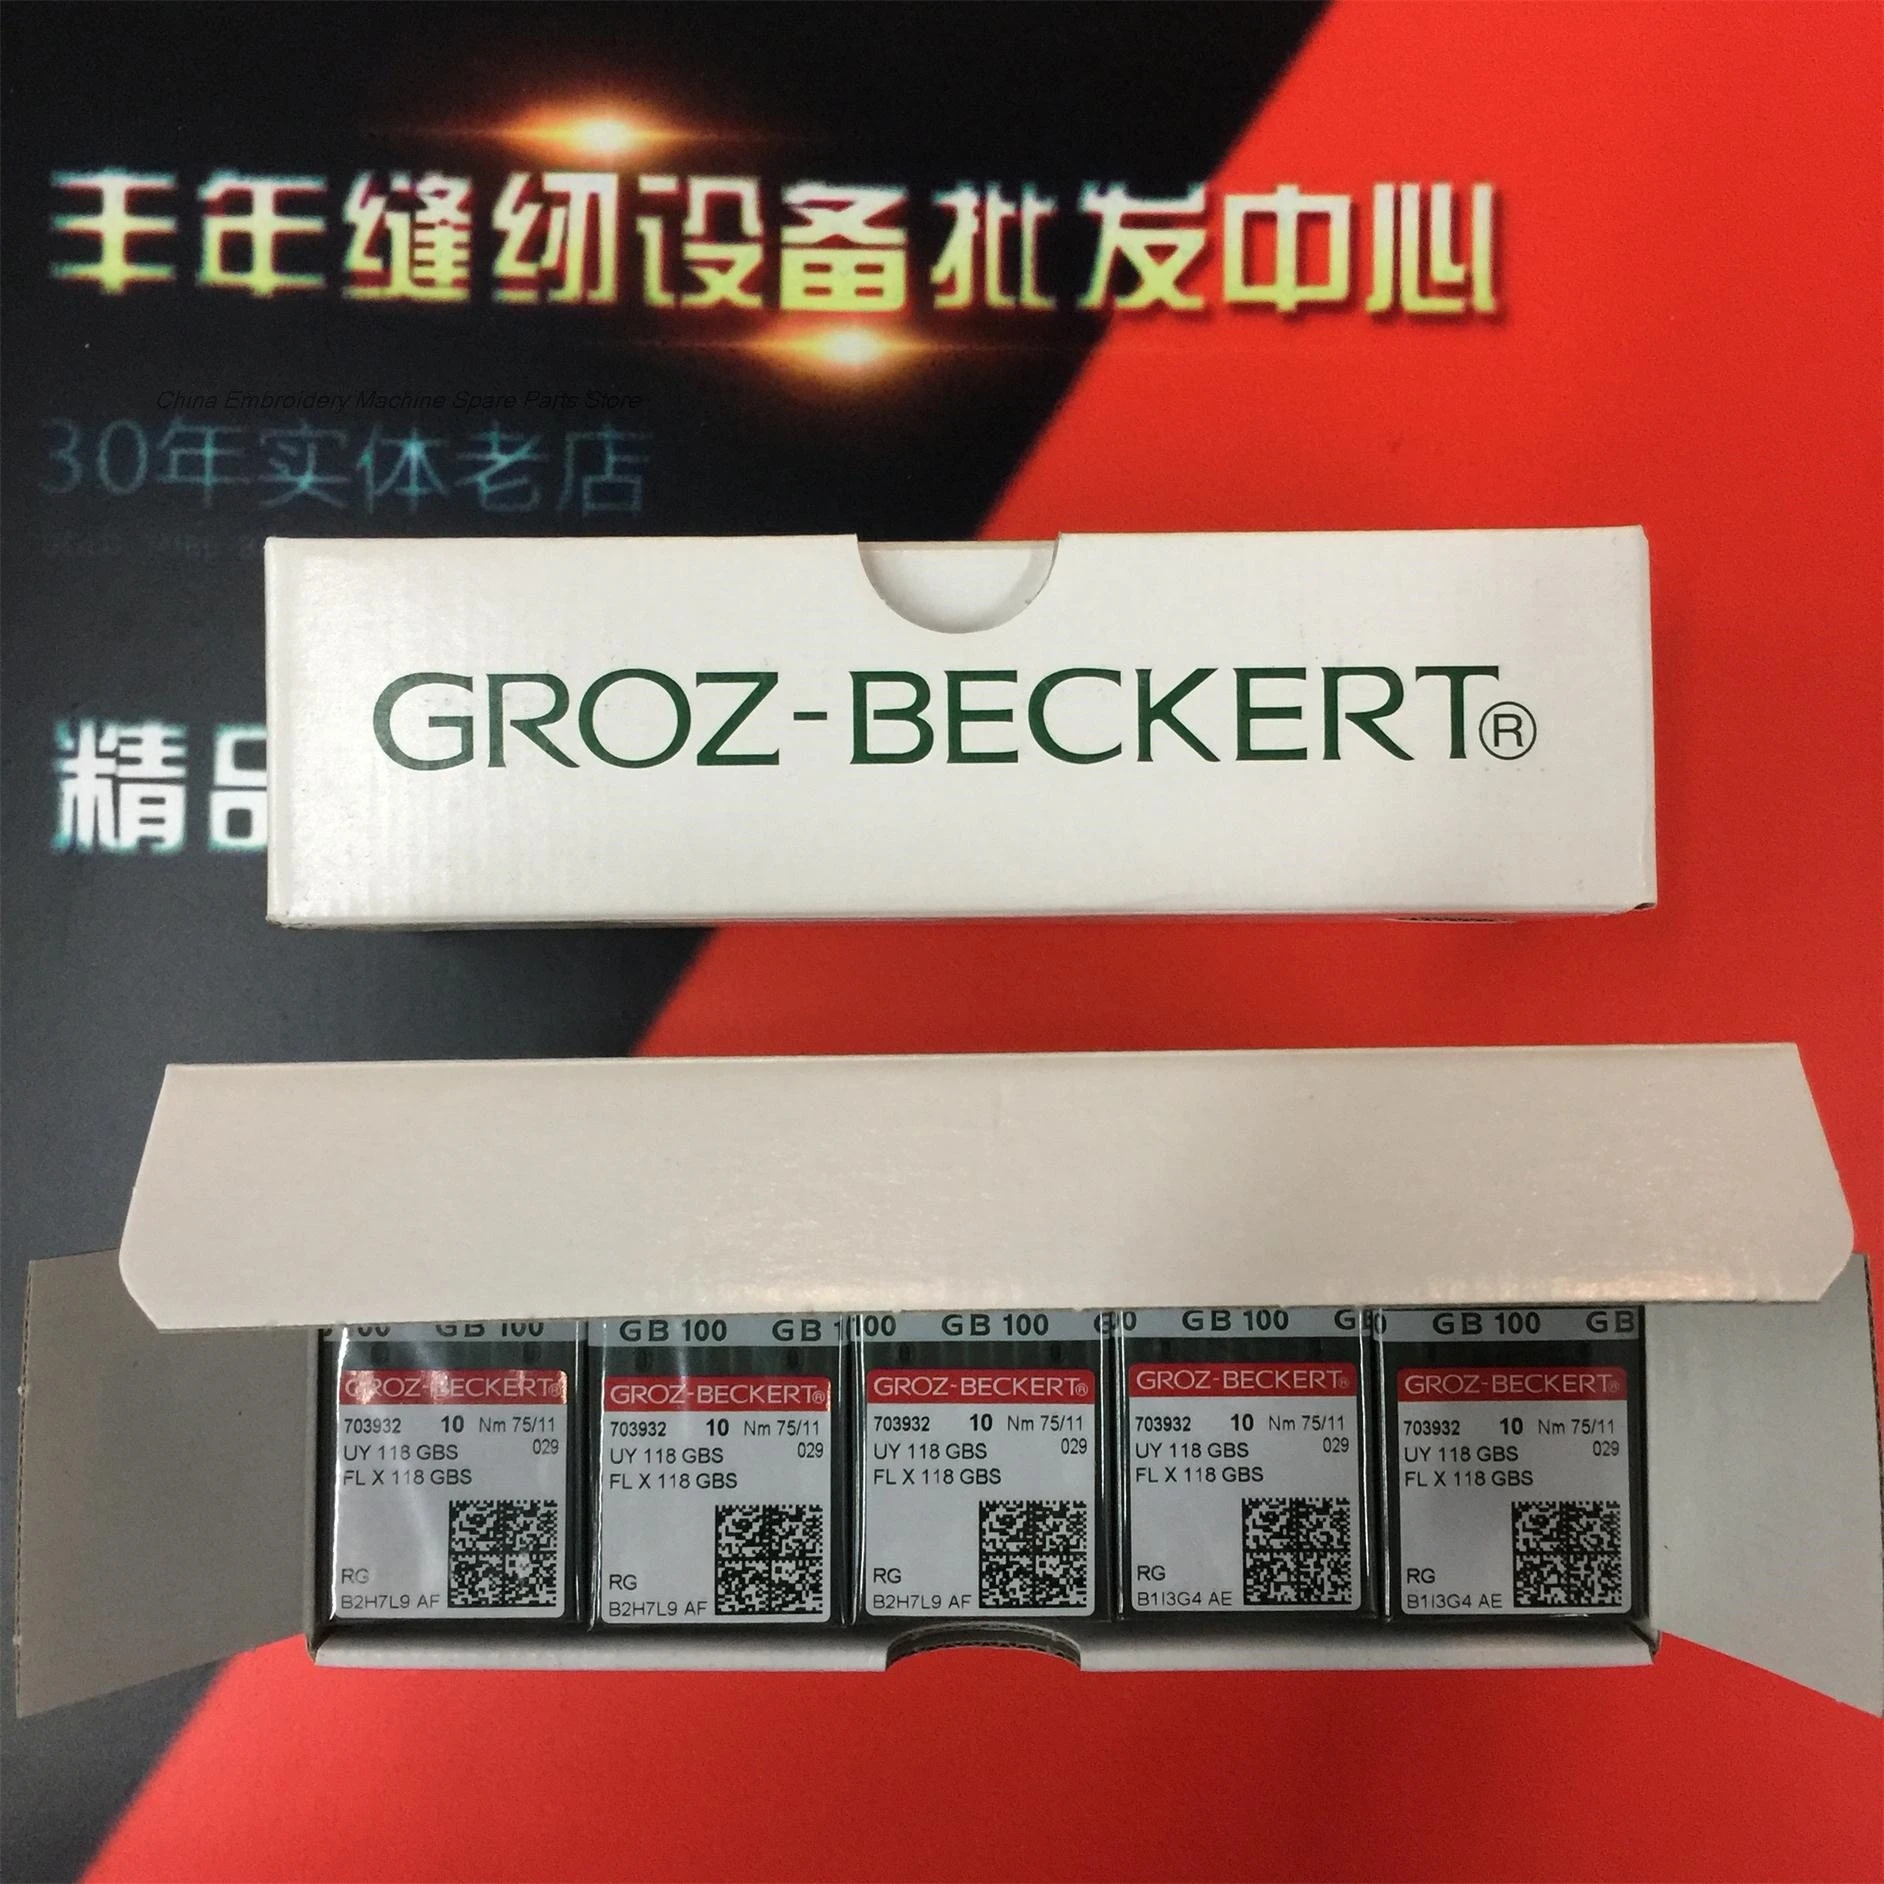 丰年缝纫设备批发中心
China Embroidery Machine Spare Parts Store
30年实体老店
精品
GROZ-BECKERT®
GB 100
GB 100 GB
100 GB 100
GB 100
GB 100 GB
GROZ-BECKERT®
703932 10 Nm 75/11
029
UY 118 GBS
FL X 118 GBS
RG
B2H7L9 AF
GROZ-BECKERT®
703932 10 Nm 75/11
029
UY 118 GBS
FL X 118 GBS
RG
B2H7L9 AF
GROZ-BECKERT®
703932 10 Nm 75/11
029
UY 118 GBS
FL X 118 GBS
RG
B2H7L9 AF
GROZ-BECKERT®
703932 10 Nm 75/11
029
UY 118 GBS
FL X 118 GBS
RG
B1I3G4 AE
GROZ-BECKERT®
703932 10 Nm 75/11
029
UY 118 GBS
FL X 118 GBS
RG
B1I3G4 AE